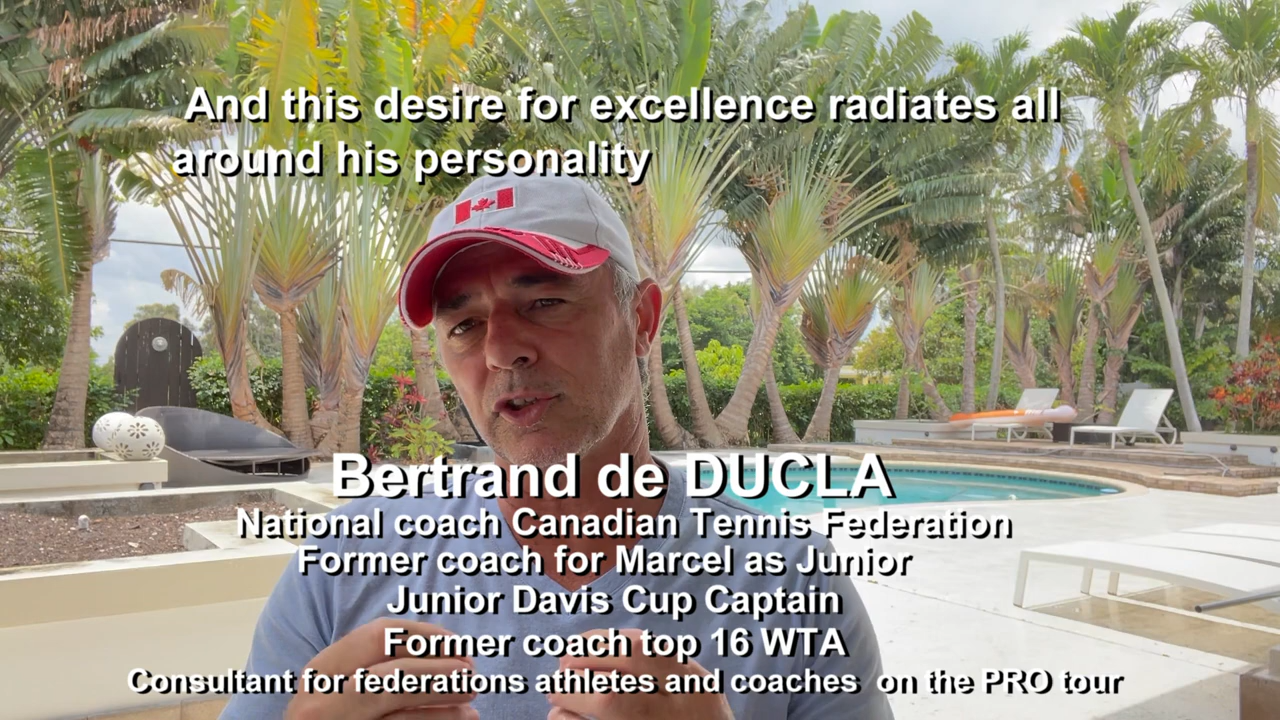 And this desire for excellence radiates all
around his personality
Bertrand de DUCLA
National coach Canadian Tennis Federation
Former coach for Marcel as Junior
Junior Davis Cup Captain
Former coach top 16 WTA
Consultant for federations athletes and coaches on the PRO tour